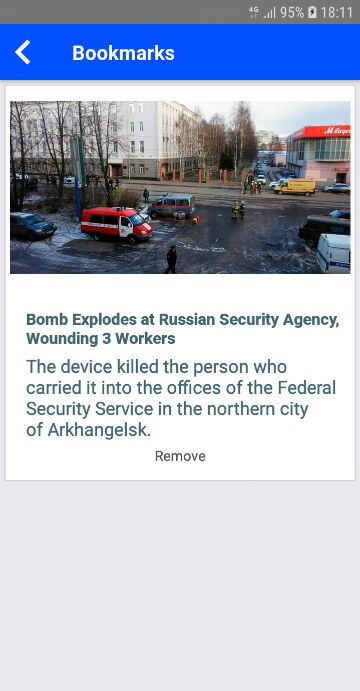 4G 95% 18:11
Bookmarks
Bomb Explodes at Russian Security Agency,
Wounding 3 Workers
The device killed the person who
carried it into the offices of the Federal
Security Service in the northern city
of Arkhangelsk.
Remove